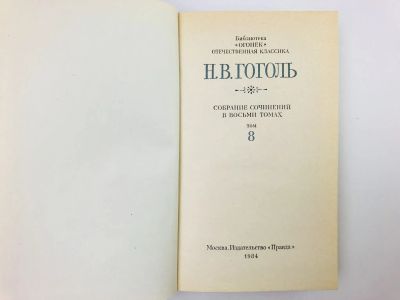 Библиотека
«ОГОНЕК»
ОТЕЧЕСТВЕННАЯ КЛАССИКА
Н.В.ГОГОЛЬ
СОБРАНИЕ СОЧИНЕНИЙ
В ВОСЬМИ ТОМАХ
ТОМ
8
Москва. Издательство «Правда»
1984